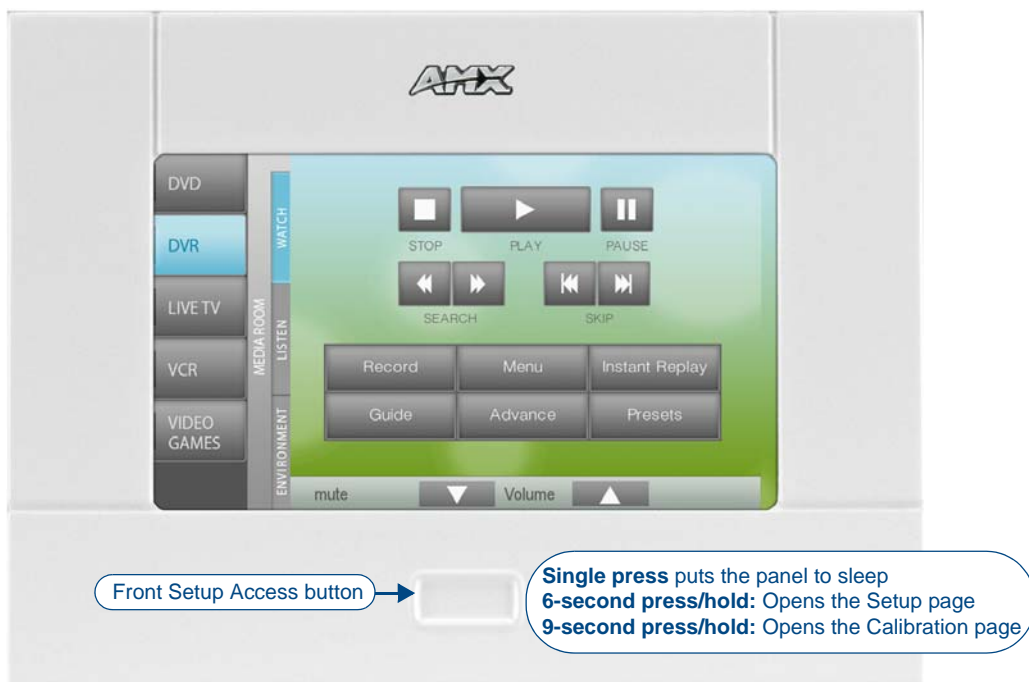 AMX
DVD
DVR
LIVE TV
VCR
VIDEO
GAMES
MEDIA ROOM
WATCH
LISTEN
ENVIRONMENT
STOP
PLAY
PAUSE
SEARCH
SKIP
Record
Menu
Instant Replay
Guide
Advance
Presets
mute
Volume
Front Setup Access button
Single press puts the panel to sleep
6-second press/hold: Opens the Setup page
9-second press/hold: Opens the Calibration page